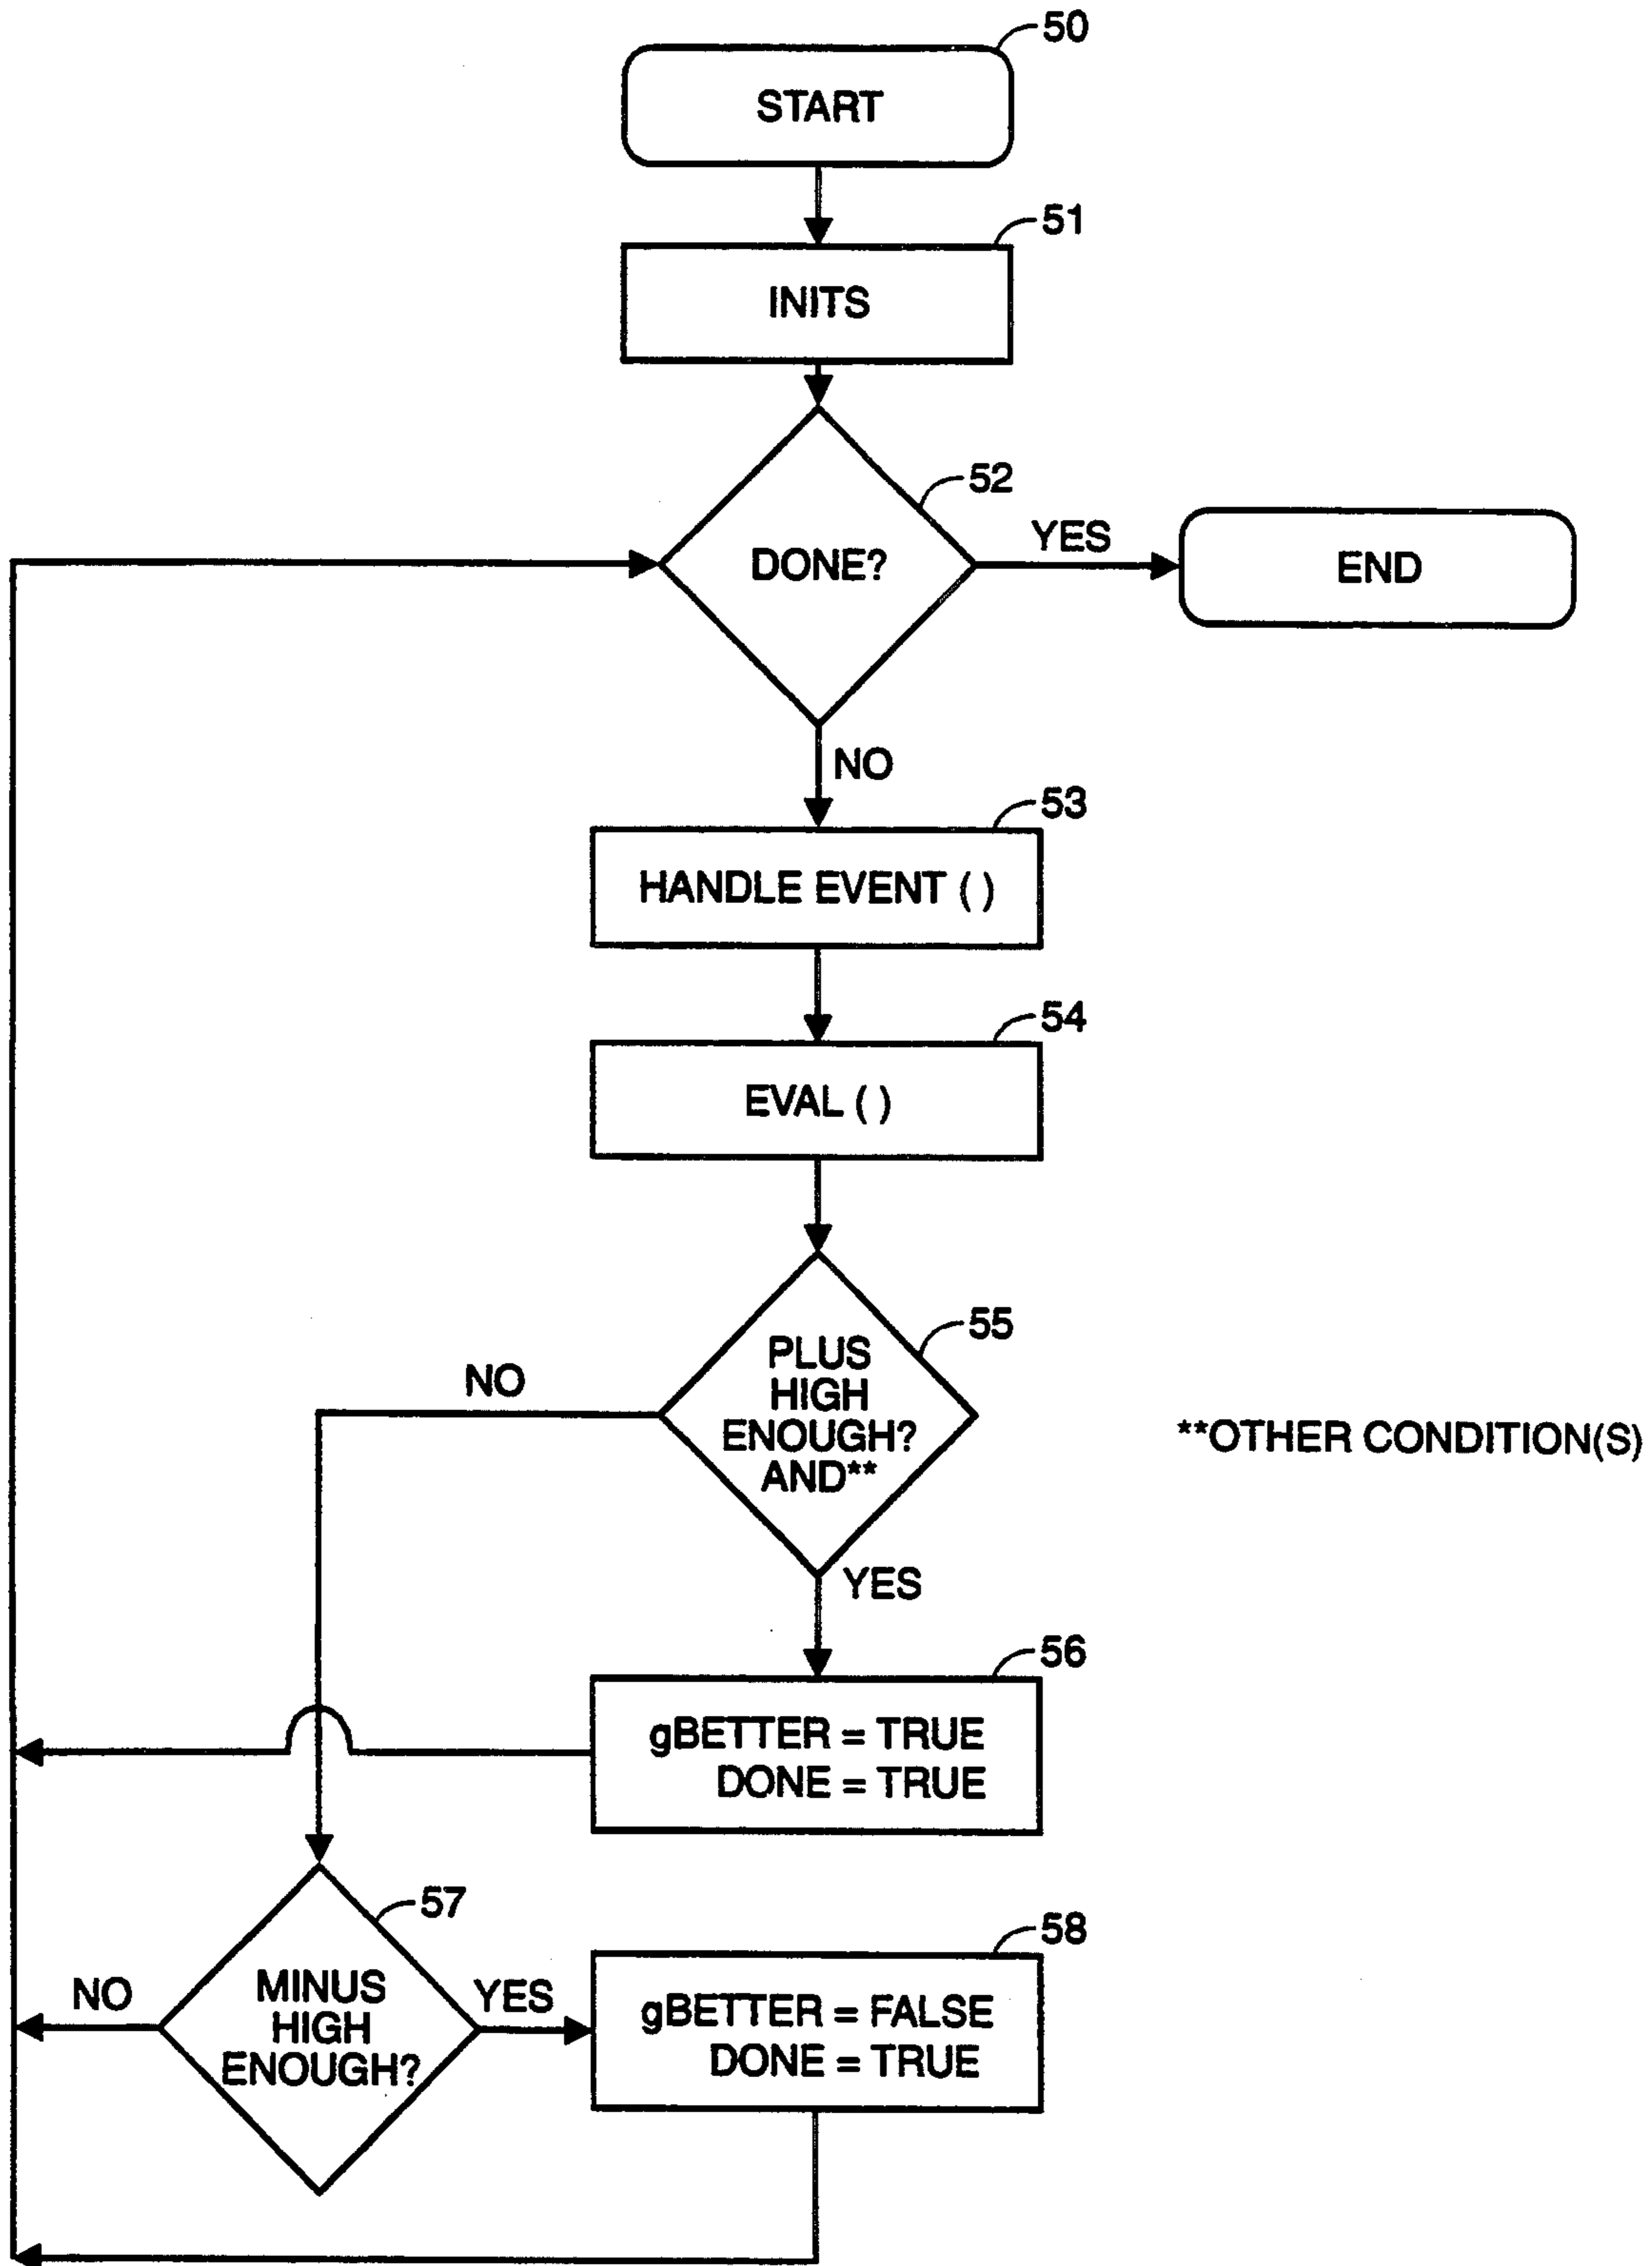 50
START
51
INITS
52
DONE?
YES
END
NO
53
HANDLE EVENT ( )
54
EVAL ( )
55
PLUS
HIGH
ENOUGH?
AND**
NO
**OTHER CONDITION(S)
YES
56
gBETTER = TRUE
DONE = TRUE
57
MINUS
HIGH
ENOUGH?
NO
YES
58
gBETTER = FALSE
DONE = TRUE